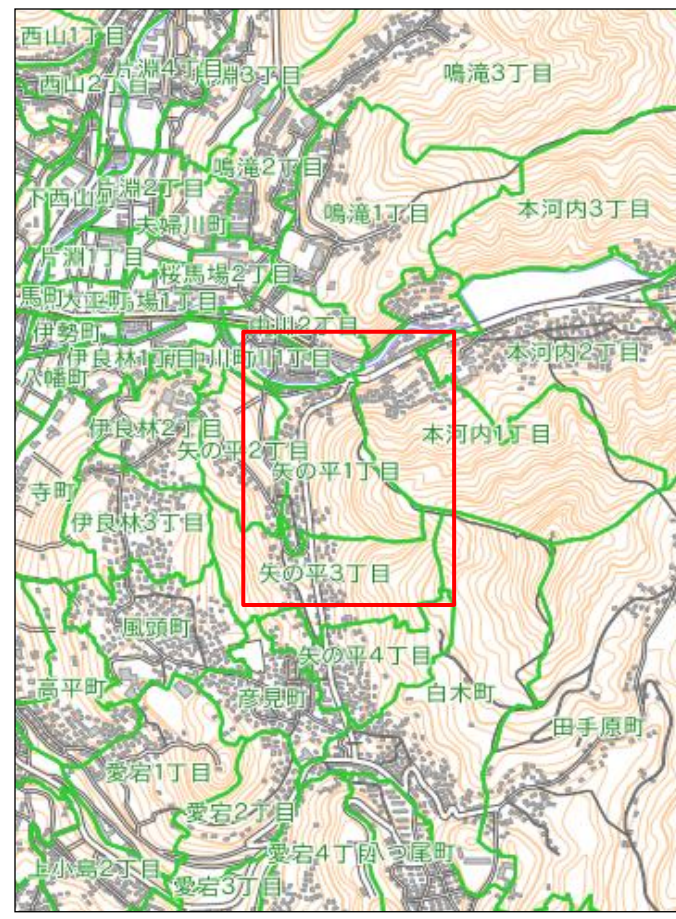 西山1丁目
片淵4丁目
片淵3丁目
西山2丁目
鳴滝3丁目
鳴滝2丁目
下西山町
片淵2丁目
鳴滝1丁目
本河内3丁目
夫婦川町
片淵1丁目
桜馬場2丁目
馬町
大江町
馬場1丁目
中川2丁目
伊勢町
伊良林1丁目
中川町
川1丁目
本河内2丁目
八幡町
伊良林2丁目
矢の平2丁目
本河内1丁目
矢の平1丁目
寺町
伊良林3丁目
矢の平3丁目
風頭町
矢の平4丁目
高平町
彦見町
白木町
田手原町
愛宕1丁目
愛宕2丁目
愛宕4丁目
八つ尾町
上小島2丁目
愛宕3丁目